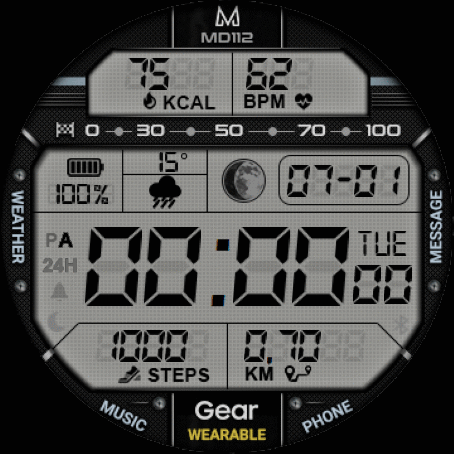 M
MD112
75 62
KCAL BPM
0 30 50 70 100
100% 15° 07-01
WEATHER
PA
24H
00:00
TUE
00
MESSAGE
1000 0,70
STEPS KM
MUSIC
Gear
WEARABLE
PHONE